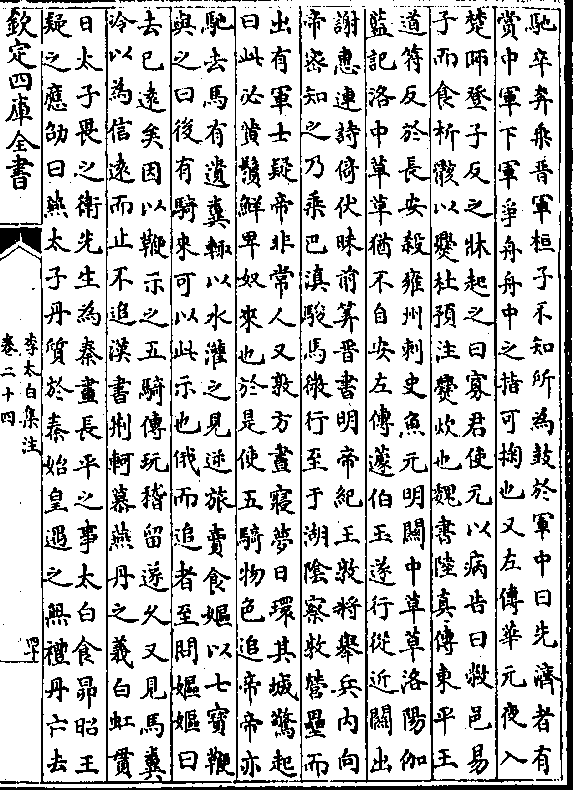 馳卒奔乘晉軍桓子不知所為鼓於軍中曰先濟者有
賞中軍下軍爭舟舟中之指可掬也又左傳華元夜入
楚師登子反之牀起之曰寡君使元以病告曰敝邑易
子而食析骸以爨杜預注爨炊也魏書陸真傳東平王
道符反於長安殺雍州刺史魚元明關中草草洛陽伽
藍記洛中草草猶不自安左傳蘧伯玉遂行從近關出
謝惠連詩倚伏昧前筭晉書明帝紀王敦將舉兵内向
帝密知之乃乘巴滇駿馬微行至于湖陰察敦營壘而
出有軍士疑帝非常人又敦方晝寢夢日環其城驚起
曰此必黄鬚鮮卑奴來也於是使五騎物色追帝帝亦
馳去馬有遺糞輒以水灌之見逆旅賣食嫗以七寶鞭
與之曰後有騎來可以此示也俄而追者至問嫗嫗曰
去已遠矣因以鞭示之五騎傳玩稽留遂久又見馬糞
冷以為信遠而止不追漢書荆軻慕燕丹之義白虹貫
日太子畏之衛先生為秦畫長平之事太白食昴昭王
疑之應劭曰燕太子丹質於秦始皇遇之無禮丹亡去
欽定四庫全書
李太白集注
卷二十四